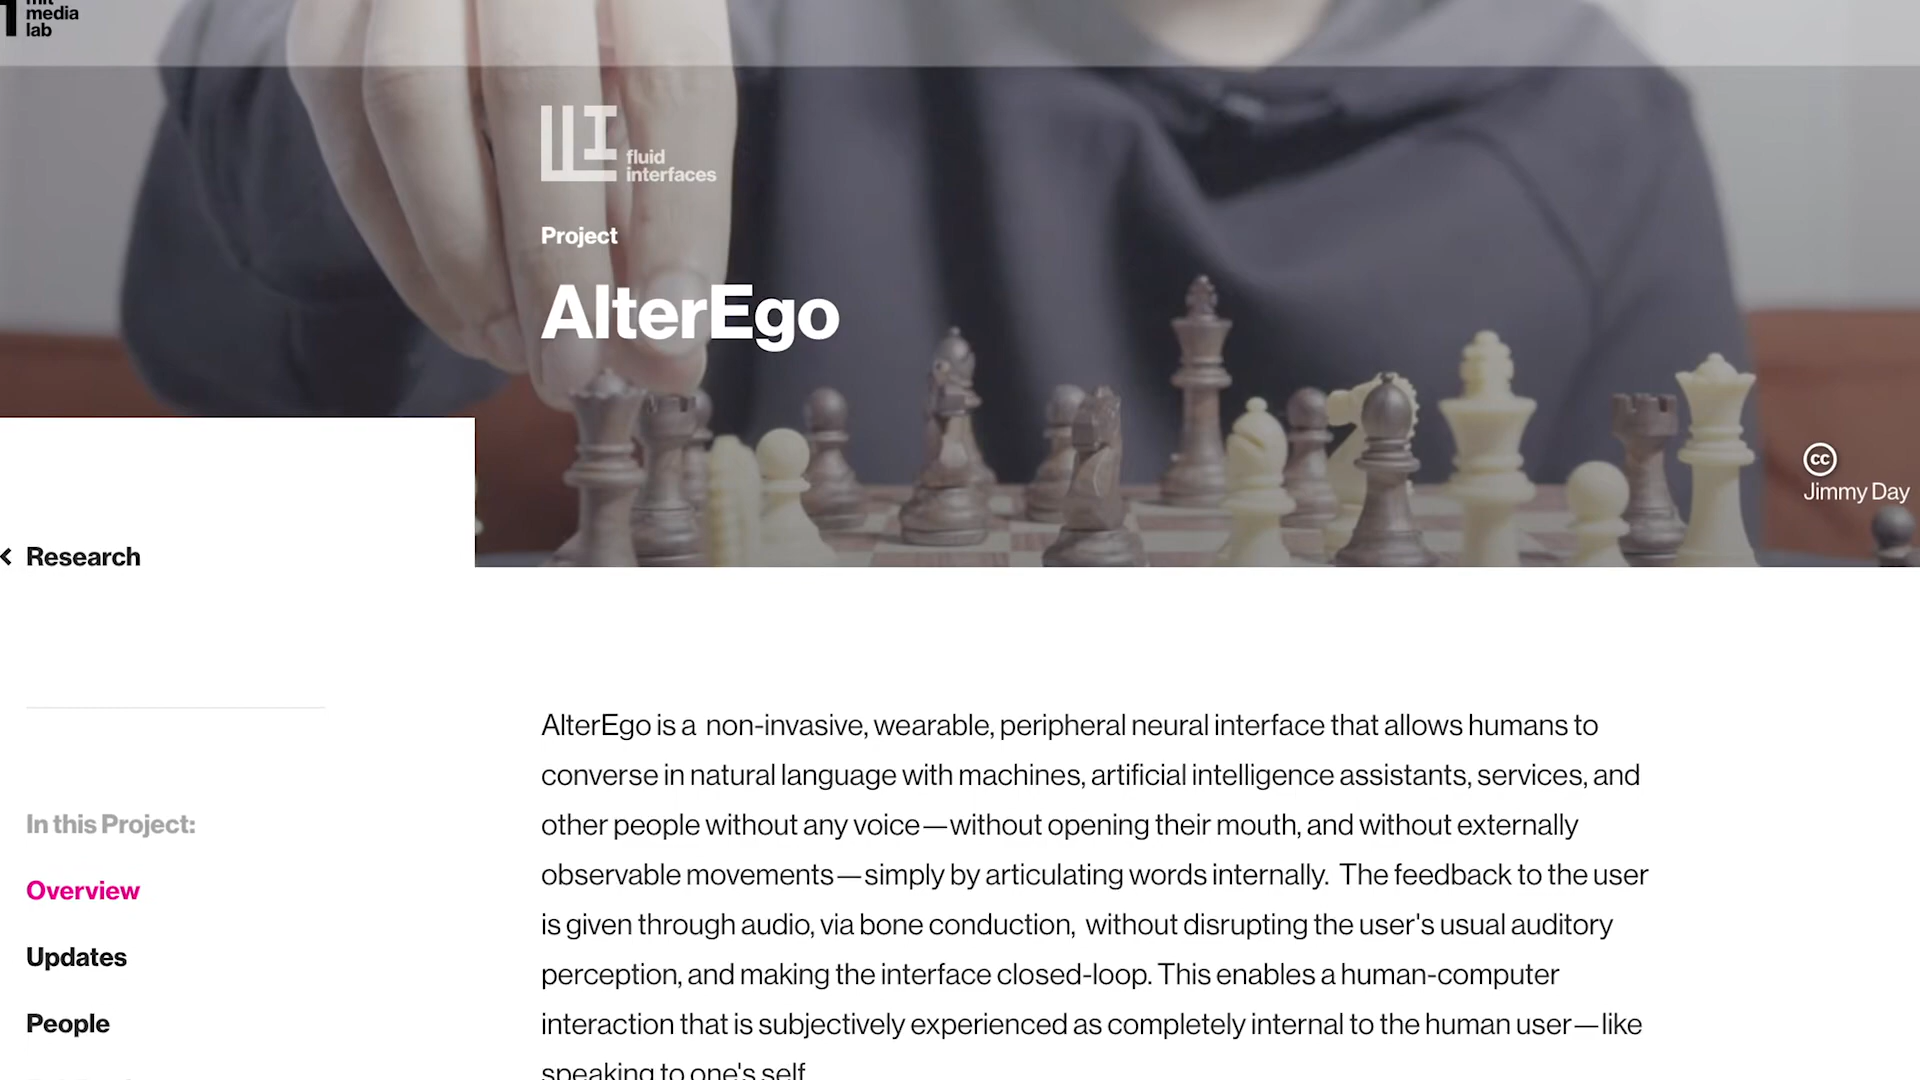 media
lab
fluid
interfaces
Project
AlterEgo
cc
Jimmy Day
Research
AlterEgo is a non-invasive, wearable, peripheral neural interface that allows humans to
converse in natural language with machines, artificial intelligence assistants, services, and
other people without any voice—without opening their mouth, and without externally
observable movements—simply by articulating words internally. The feedback to the user
is given through audio, via bone conduction, without disrupting the user's usual auditory
perception, and making the interface closed-loop. This enables a human-computer
interaction that is subjectively experienced as completely internal to the human user—like
speaking to one's self
In this Project:
Overview
Updates
People